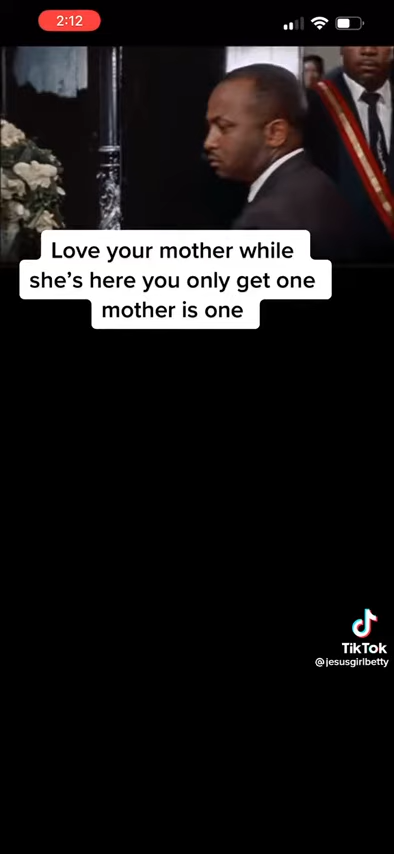 2:12
Love your mother while
she's here you only get one
mother is one
TikTok
@jesusgirlbetty